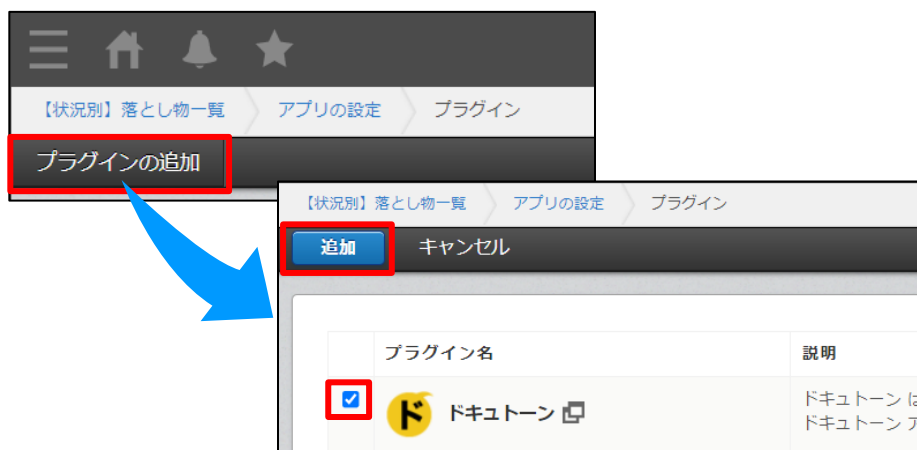 【状況別】落とし物一覧 アプリの設定 プラグイン
プラグインの追加
【状況別】落とし物一覧 アプリの設定 プラグイン
追加 キャンセル
プラグイン名 説明
ド ドキュトーン
ドキュトーン は
ドキュトーン ア